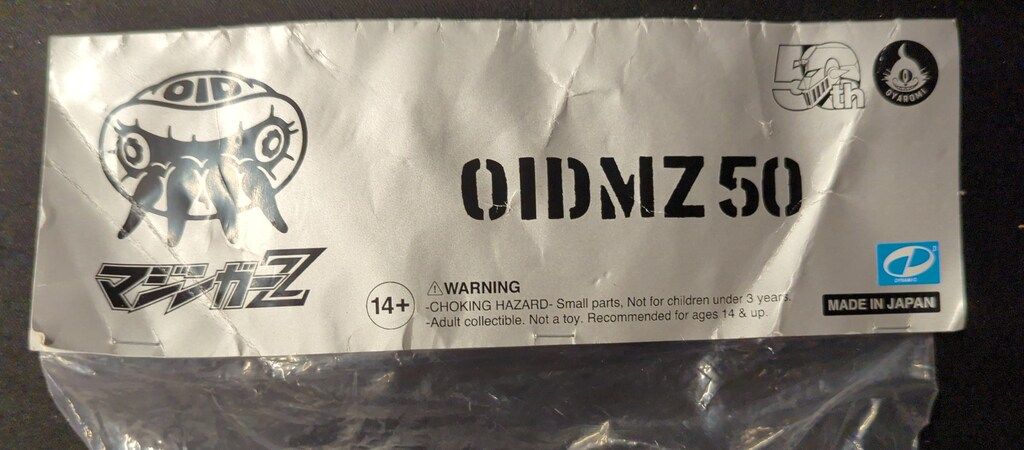 OID
マジンガーZ
50th
GYAROMI
OIDMZ50
14+
⚠WARNING
-CHOKING HAZARD- Small parts. Not for children under 3 years.
-Adult collectible. Not a toy. Recommended for ages 14 & up.
DYNAMIC
MADE IN JAPAN